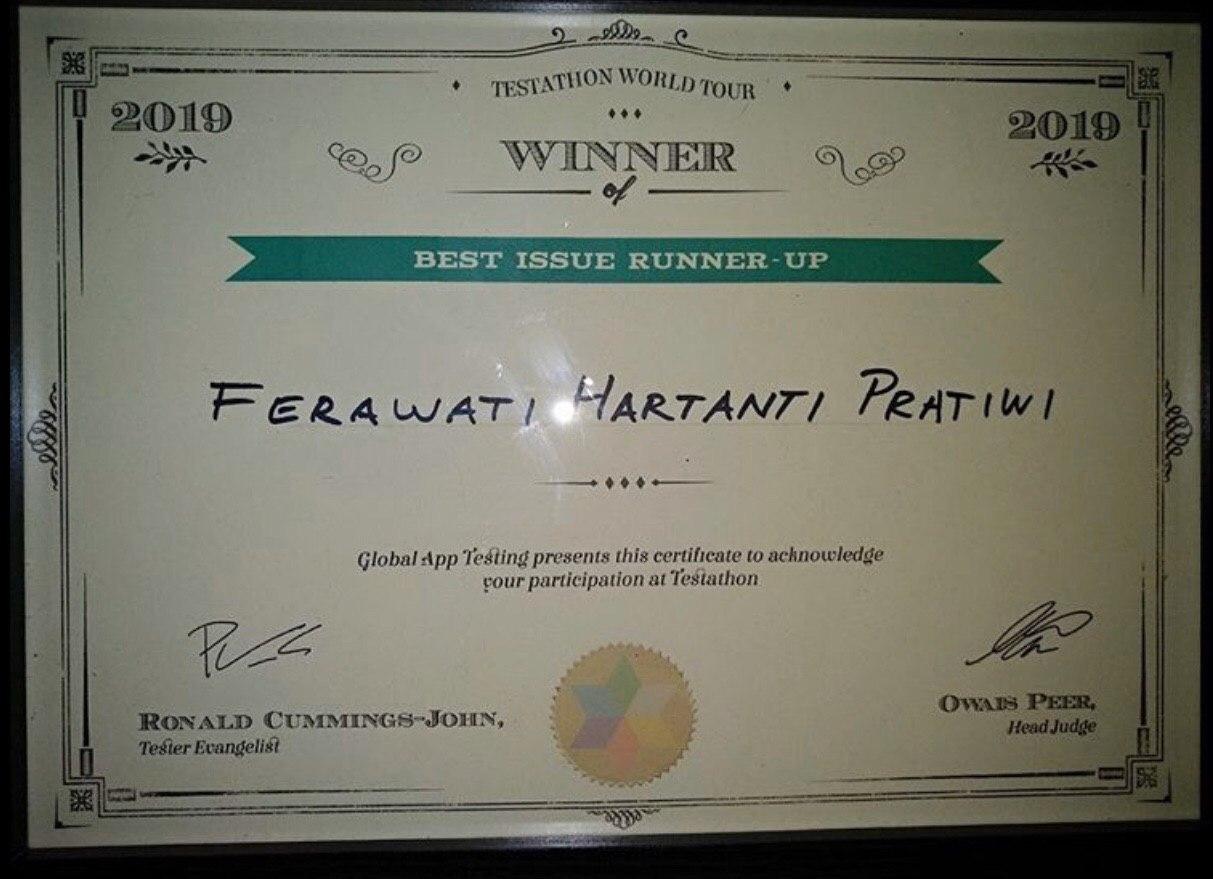 TESTATHON WORLD TOUR
2019
2019
WINNER
of
BEST ISSUE RUNNER-UP
FERAWATI HARTANTI PRATIWI
Global App Testing presents this certificate to acknowledge
your participation at Testathon
RONALD CUMMINGS-JOHN,
Tester Evangelist
OWAIS PEER,
Head Judge